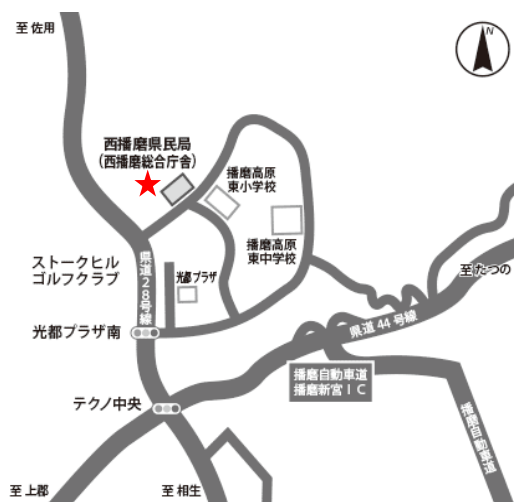 至 佐用
N
西播磨県民局
(西播磨総合庁舎)
播磨高原
東小学校
播磨高原
東中学校
ストークヒル
ゴルフクラブ
県道28号線
光都プラザ
至 たつの
光都プラザ南
県道44号線
播磨自動車道
播磨新宮IC
テクノ中央
播磨自動車道
至 上郡
至 相生